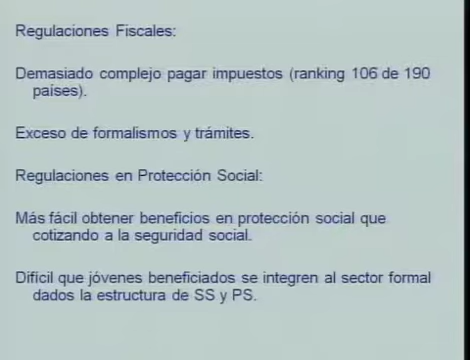 Regulaciones Fiscales:
Demasiado complejo pagar impuestos (ranking 106 de 190
países).
Exceso de formalismos y trámites.
Regulaciones en Protección Social:
Más fácil obtener beneficios en protección social que
cotizando a la seguridad social.
Difícil que jóvenes beneficiados se integren al sector formal
dados la estructura de SS y PS.